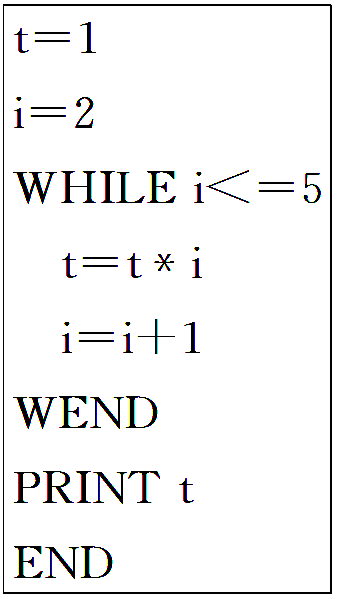 t=1
i=2
WHILE i<=5
t=t*i
i=i+1
WEND
PRINT t
END